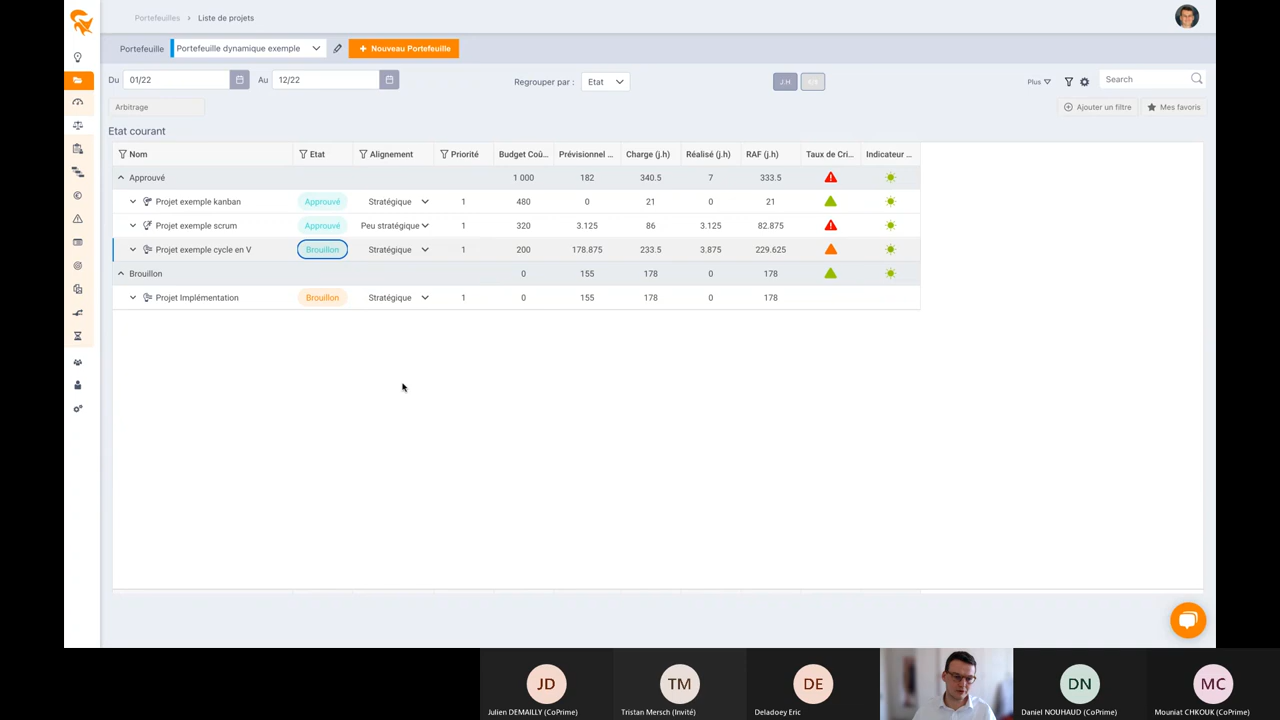 Portefeuilles > Liste de projets
Portefeuille Portefeuille dynamique exemple + Nouveau Portefeuille
Du 01/22 Au 12/22 Regrouper par : Etat J.H Plus Search
Arbitrage Ajouter un filtre Mes favoris
Etat courant
Nom Etat Alignement Priorité Budget Coû... Prévisionnel ... Charge (j.h) Réalisé (j.h) RAF (j.h) Taux de Cri... Indicateur ...
Approuvé 1 000 182 340.5 7 333.5
Projet exemple kanban Approuvé Stratégique 1 480 0 21 0 21
Projet exemple scrum Approuvé Peu stratégique 1 320 3.125 86 3.125 82.875
Projet exemple cycle en V Brouillon Stratégique 1 200 178.875 233.5 3.875 229.625
Brouillon 0 155 178 0 178
Projet Implémentation Brouillon Stratégique 1 0 155 178 0 178
JD TM DE DN MC
Julien DEMAILLY (CoPrime) Tristan Mersch (Invité) Deladoey Eric Daniel NOUHAUD (CoPrime) Mouniat CHKOUK (CoPrime)